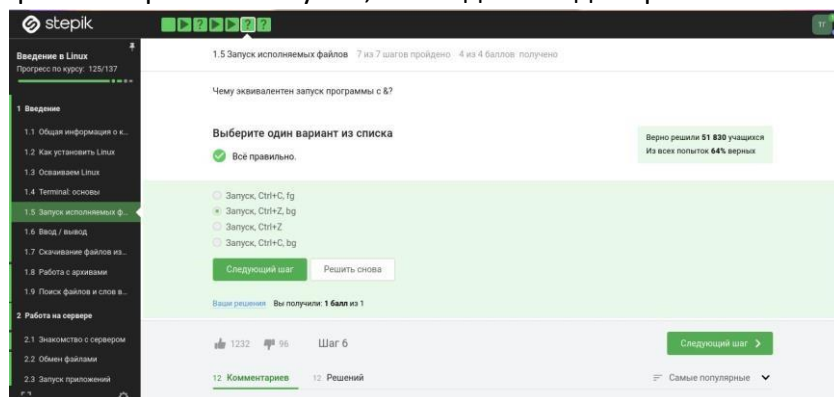 stepik
ТГ
Введение в Linux
Прогресс по курсу: 125/137
1 Введение
1.1 Общая информация о к...
1.2 Как установить Linux
1.3 Осваиваем Linux
1.4 Terminal: основы
1.5 Запуск исполняемых ф...
1.6 Ввод / вывод
1.7 Скачивание файлов из...
1.8 Работа с архивами
1.9 Поиск файлов и слов в...
2 Работа на сервере
2.1 Знакомство с сервером
2.2 Обмен файлами
2.3 Запуск приложений
1.5 Запуск исполняемых файлов 7 из 7 шагов пройдено 4 из 4 баллов получено
Чему эквивалентен запуск программы с &?
Выберите один вариант из списка
Всё правильно.
Верно решили 51 830 учащихся
Из всех попыток 64% верных
Запуск, Ctrl+C, fg
Запуск, Ctrl+Z, bg
Запуск, Ctrl+Z
Запуск, Ctrl+C, bg
Следующий шаг Решить снова
Ваши решения Вы получили: 1 балл из 1
1232 96 Шаг 6 Следующий шаг
12 Комментариев 12 Решений Самые популярные